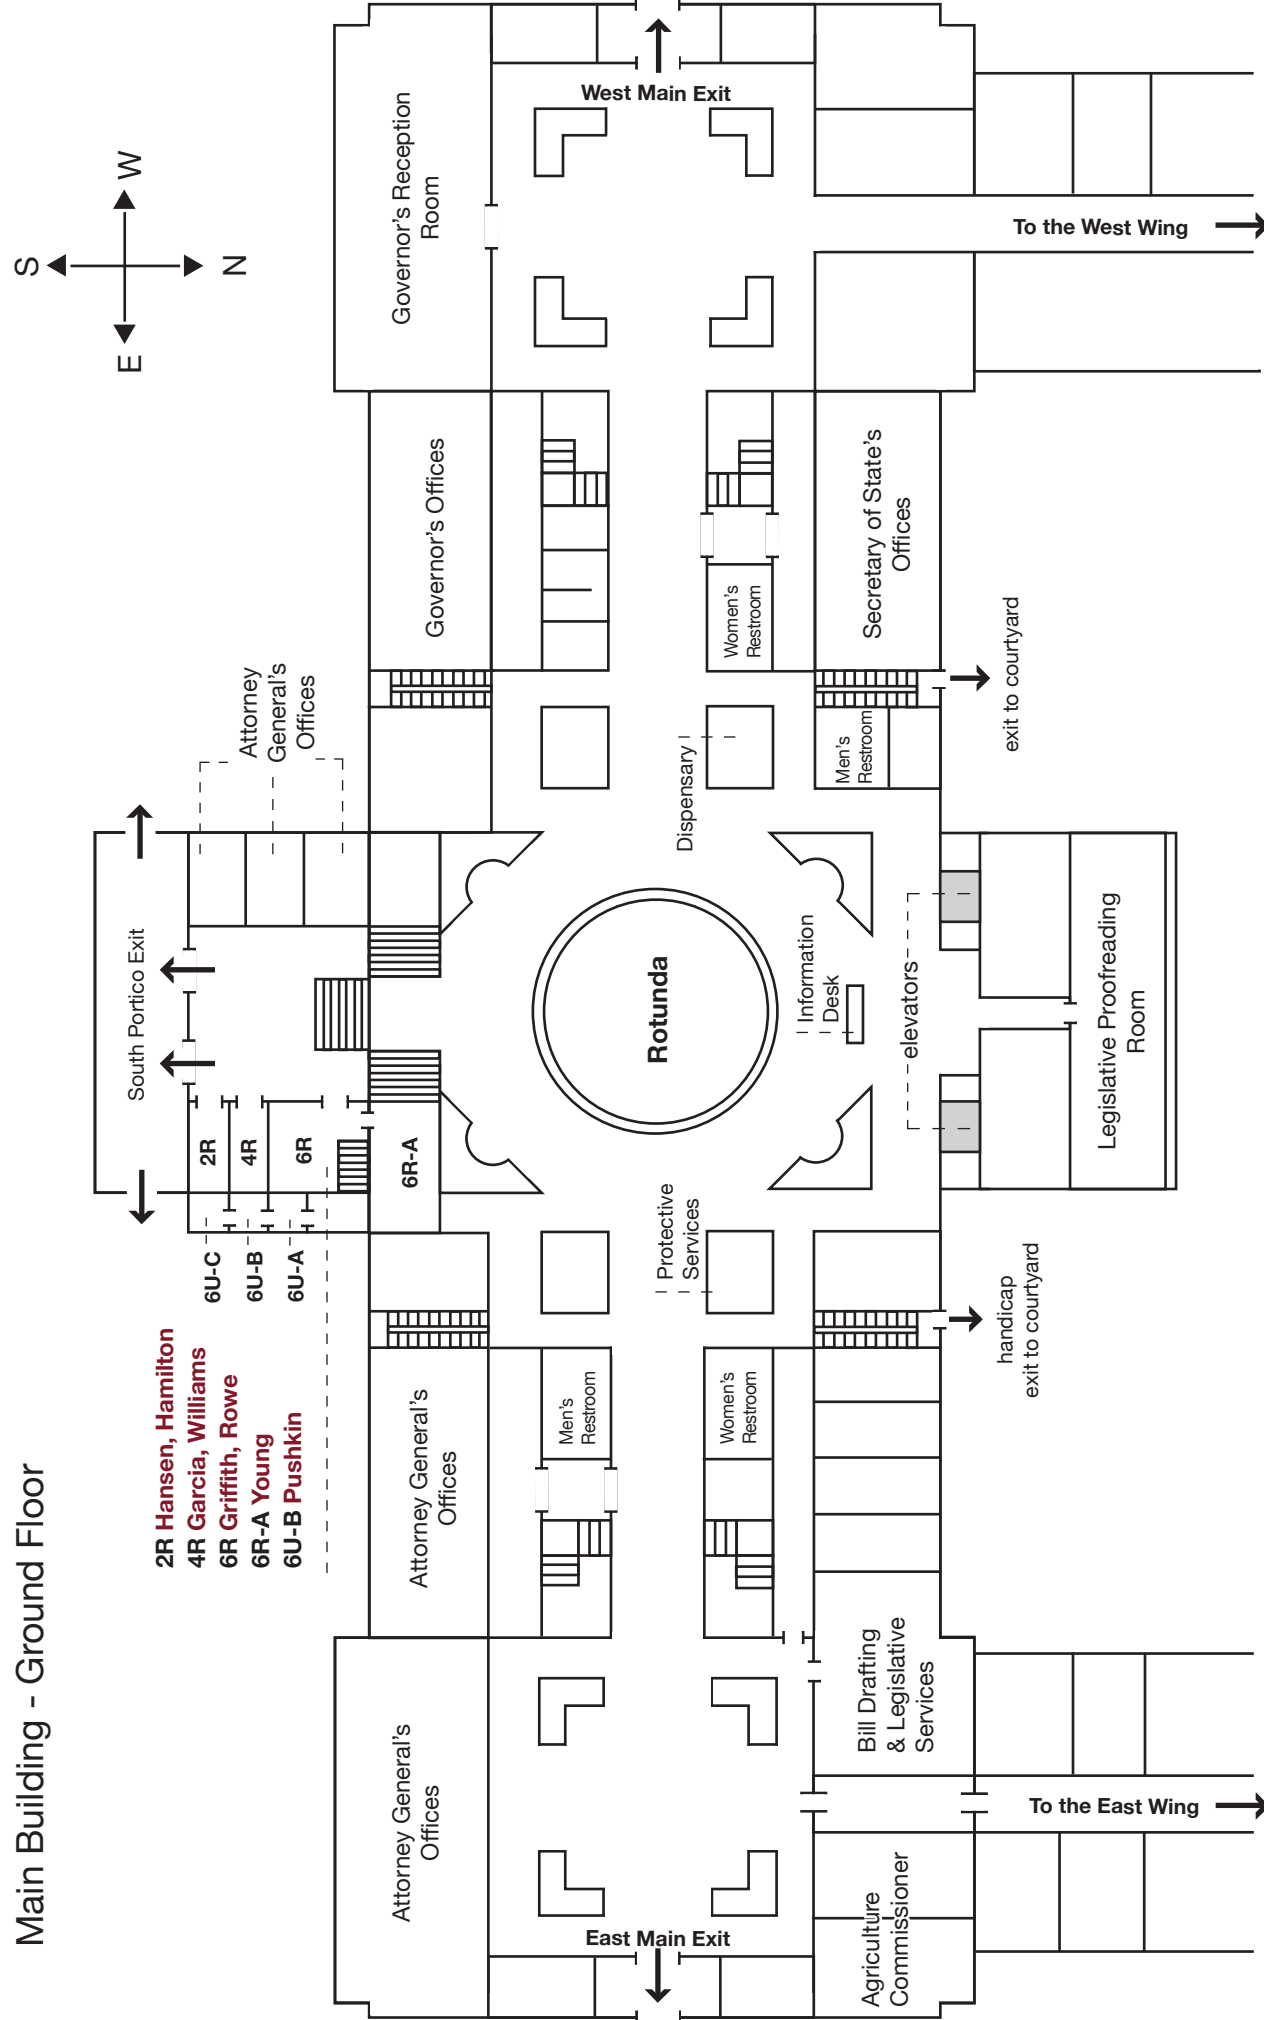 Main Building - Ground Floor
S
E
W
N
2R Hansen, Hamilton
4R Garcia, Williams
6R Griffith, Rowe
6R-A Young
6U-B Pushkin
South Portico Exit
Attorney
General's
Offices
2R
4R
6R
6R-A
6U-C
6U-B
6U-A
Attorney General's
Offices
Attorney General's
Offices
Governor's Offices
Governor's Reception
Room
East Main Exit
Men's
Restroom
Women's
Restroom
Protective
Services
Rotunda
Information
Desk
Dispensary
Women's
Restroom
West Main Exit
Agriculture
Commissioner
Bill Drafting
& Legislative
Services
elevators
Men's
Restroom
Secretary of State's
Offices
To the East Wing
handicap
exit to courtyard
Legislative Proofreading
Room
exit to courtyard
To the West Wing